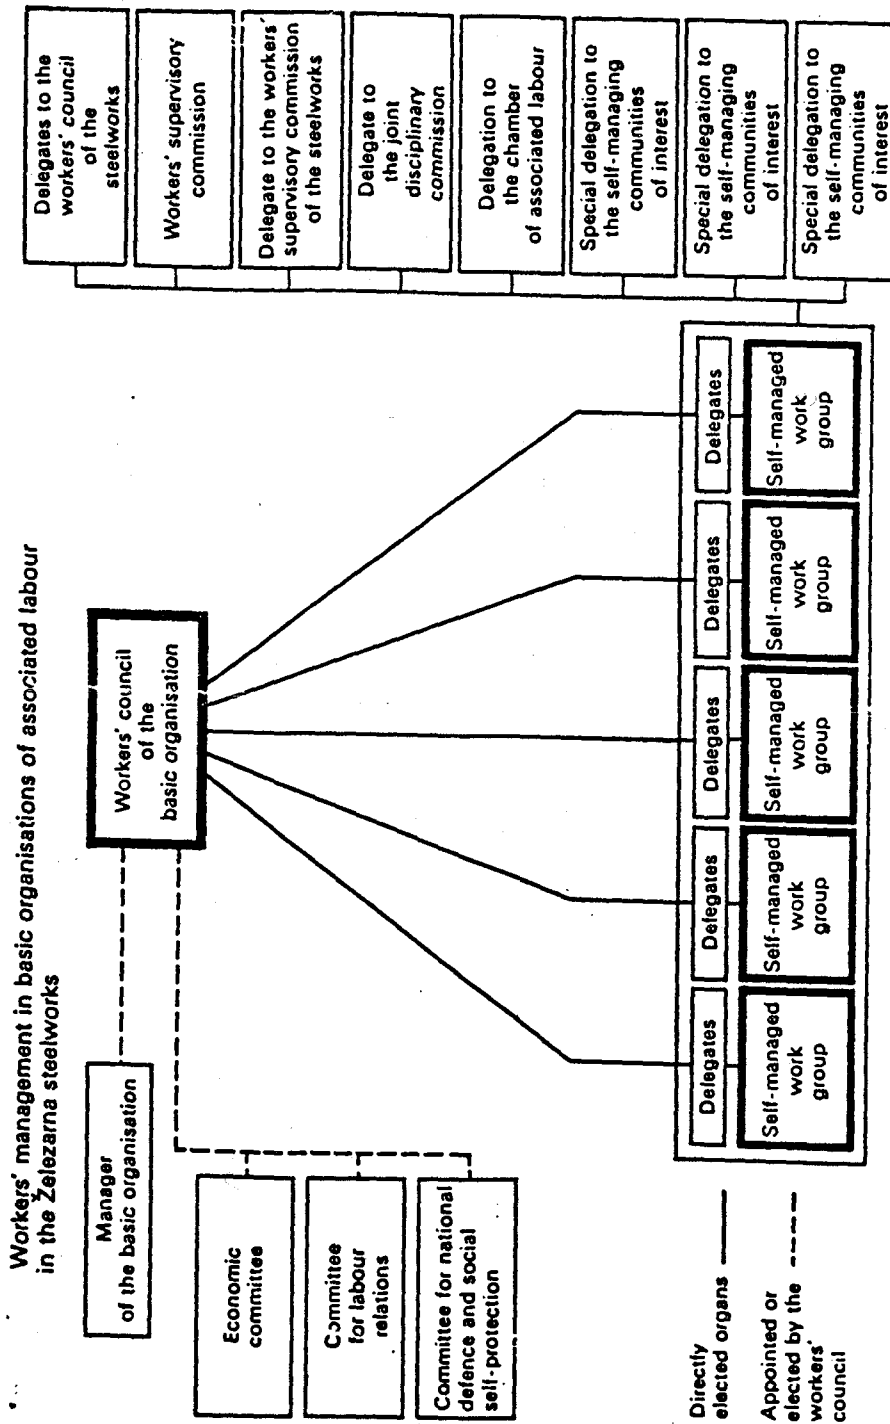 Workers' management in basic organisations of associated labour
in the Železarna steelworks
Manager
of the basic organisation
Workers' council
of the
basic organisation
Economic
committee
Committee
for labour
relations
Committee for national
defence and social
self-protection
Delegates to the
workers' council
of the
steelworks
Workers' supervisory
commission
Delegate to the workers'
supervisory commission
of the steelworks
Delegate to
the joint
disciplinary
commission
Delegation to
the chamber
of associated labour
Special delegation to
the self-managing
communities
of interest
Special delegation to
the self-managing
communities
of interest
Special delegation to
the self-managing
communities
of interest
Delegates
Delegates
Delegates
Delegates
Delegates
Self-managed
work
group
Self-managed
work
group
Self-managed
work
group
Self-managed
work
group
Self-managed
work
group
Directly
elected organs
Appointed or
elected by the
workers'
council